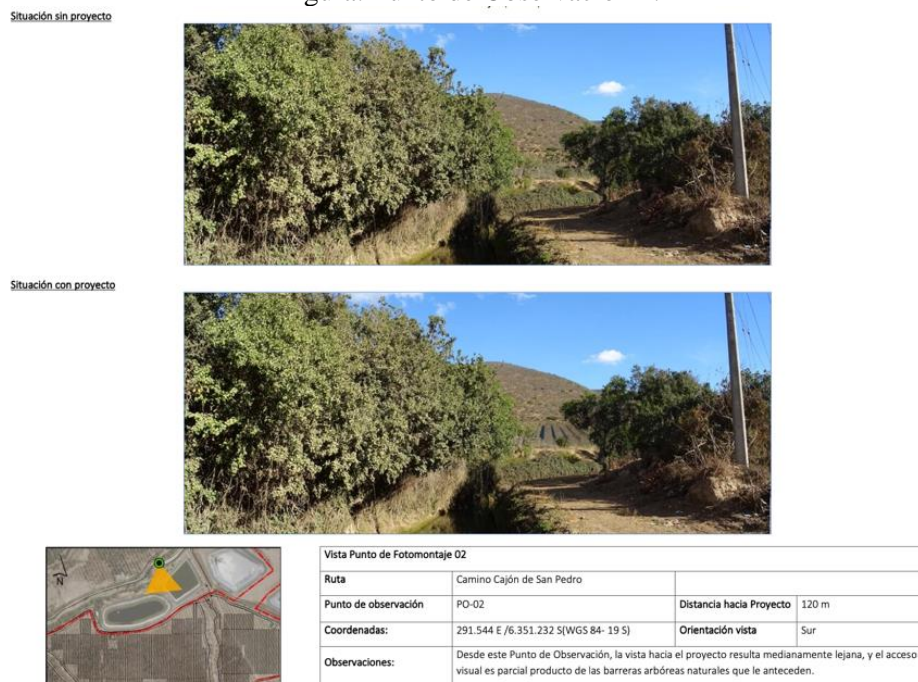 Situación sin proyecto
Situación con proyecto
N
Vista Punto de Fotomontaje 02
Ruta Camino Cajón de San Pedro
Punto de observación PO-02 Distancia hacia Proyecto 120 m
Coordenadas: 291.544 E /6.351.232 S(WGS 84- 19 S) Orientación vista Sur
Observaciones: Desde este Punto de Observación, la vista hacia el proyecto resulta medianamente lejana, y el acceso
visual es parcial producto de las barreras arbóreas naturales que le anteceden.